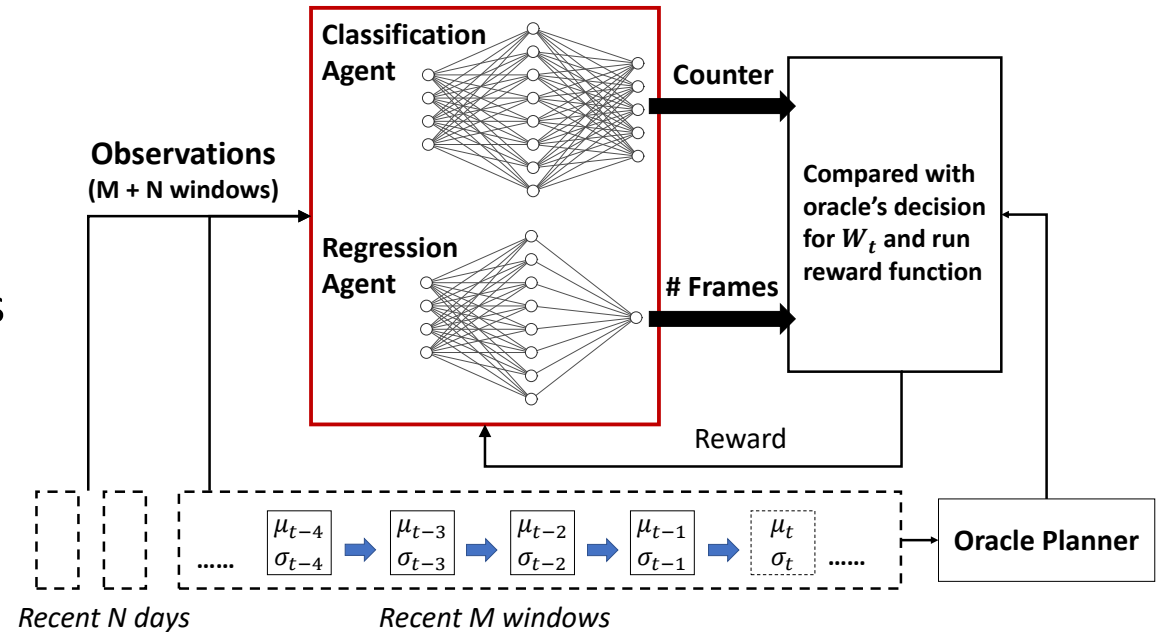 Classification
Agent
Counter
Observations
(M + N windows)
Compared with
oracle's decision
for W_t and run
reward function
Regression
Agent
# Frames
s
Reward
μ_{t−4}
σ_{t−4}
μ_{t−3}
σ_{t−3}
μ_{t−2}
σ_{t−2}
μ_{t−1}
σ_{t−1}
μ_t
σ_t
......
......
Oracle Planner
Recent N days
Recent M windows